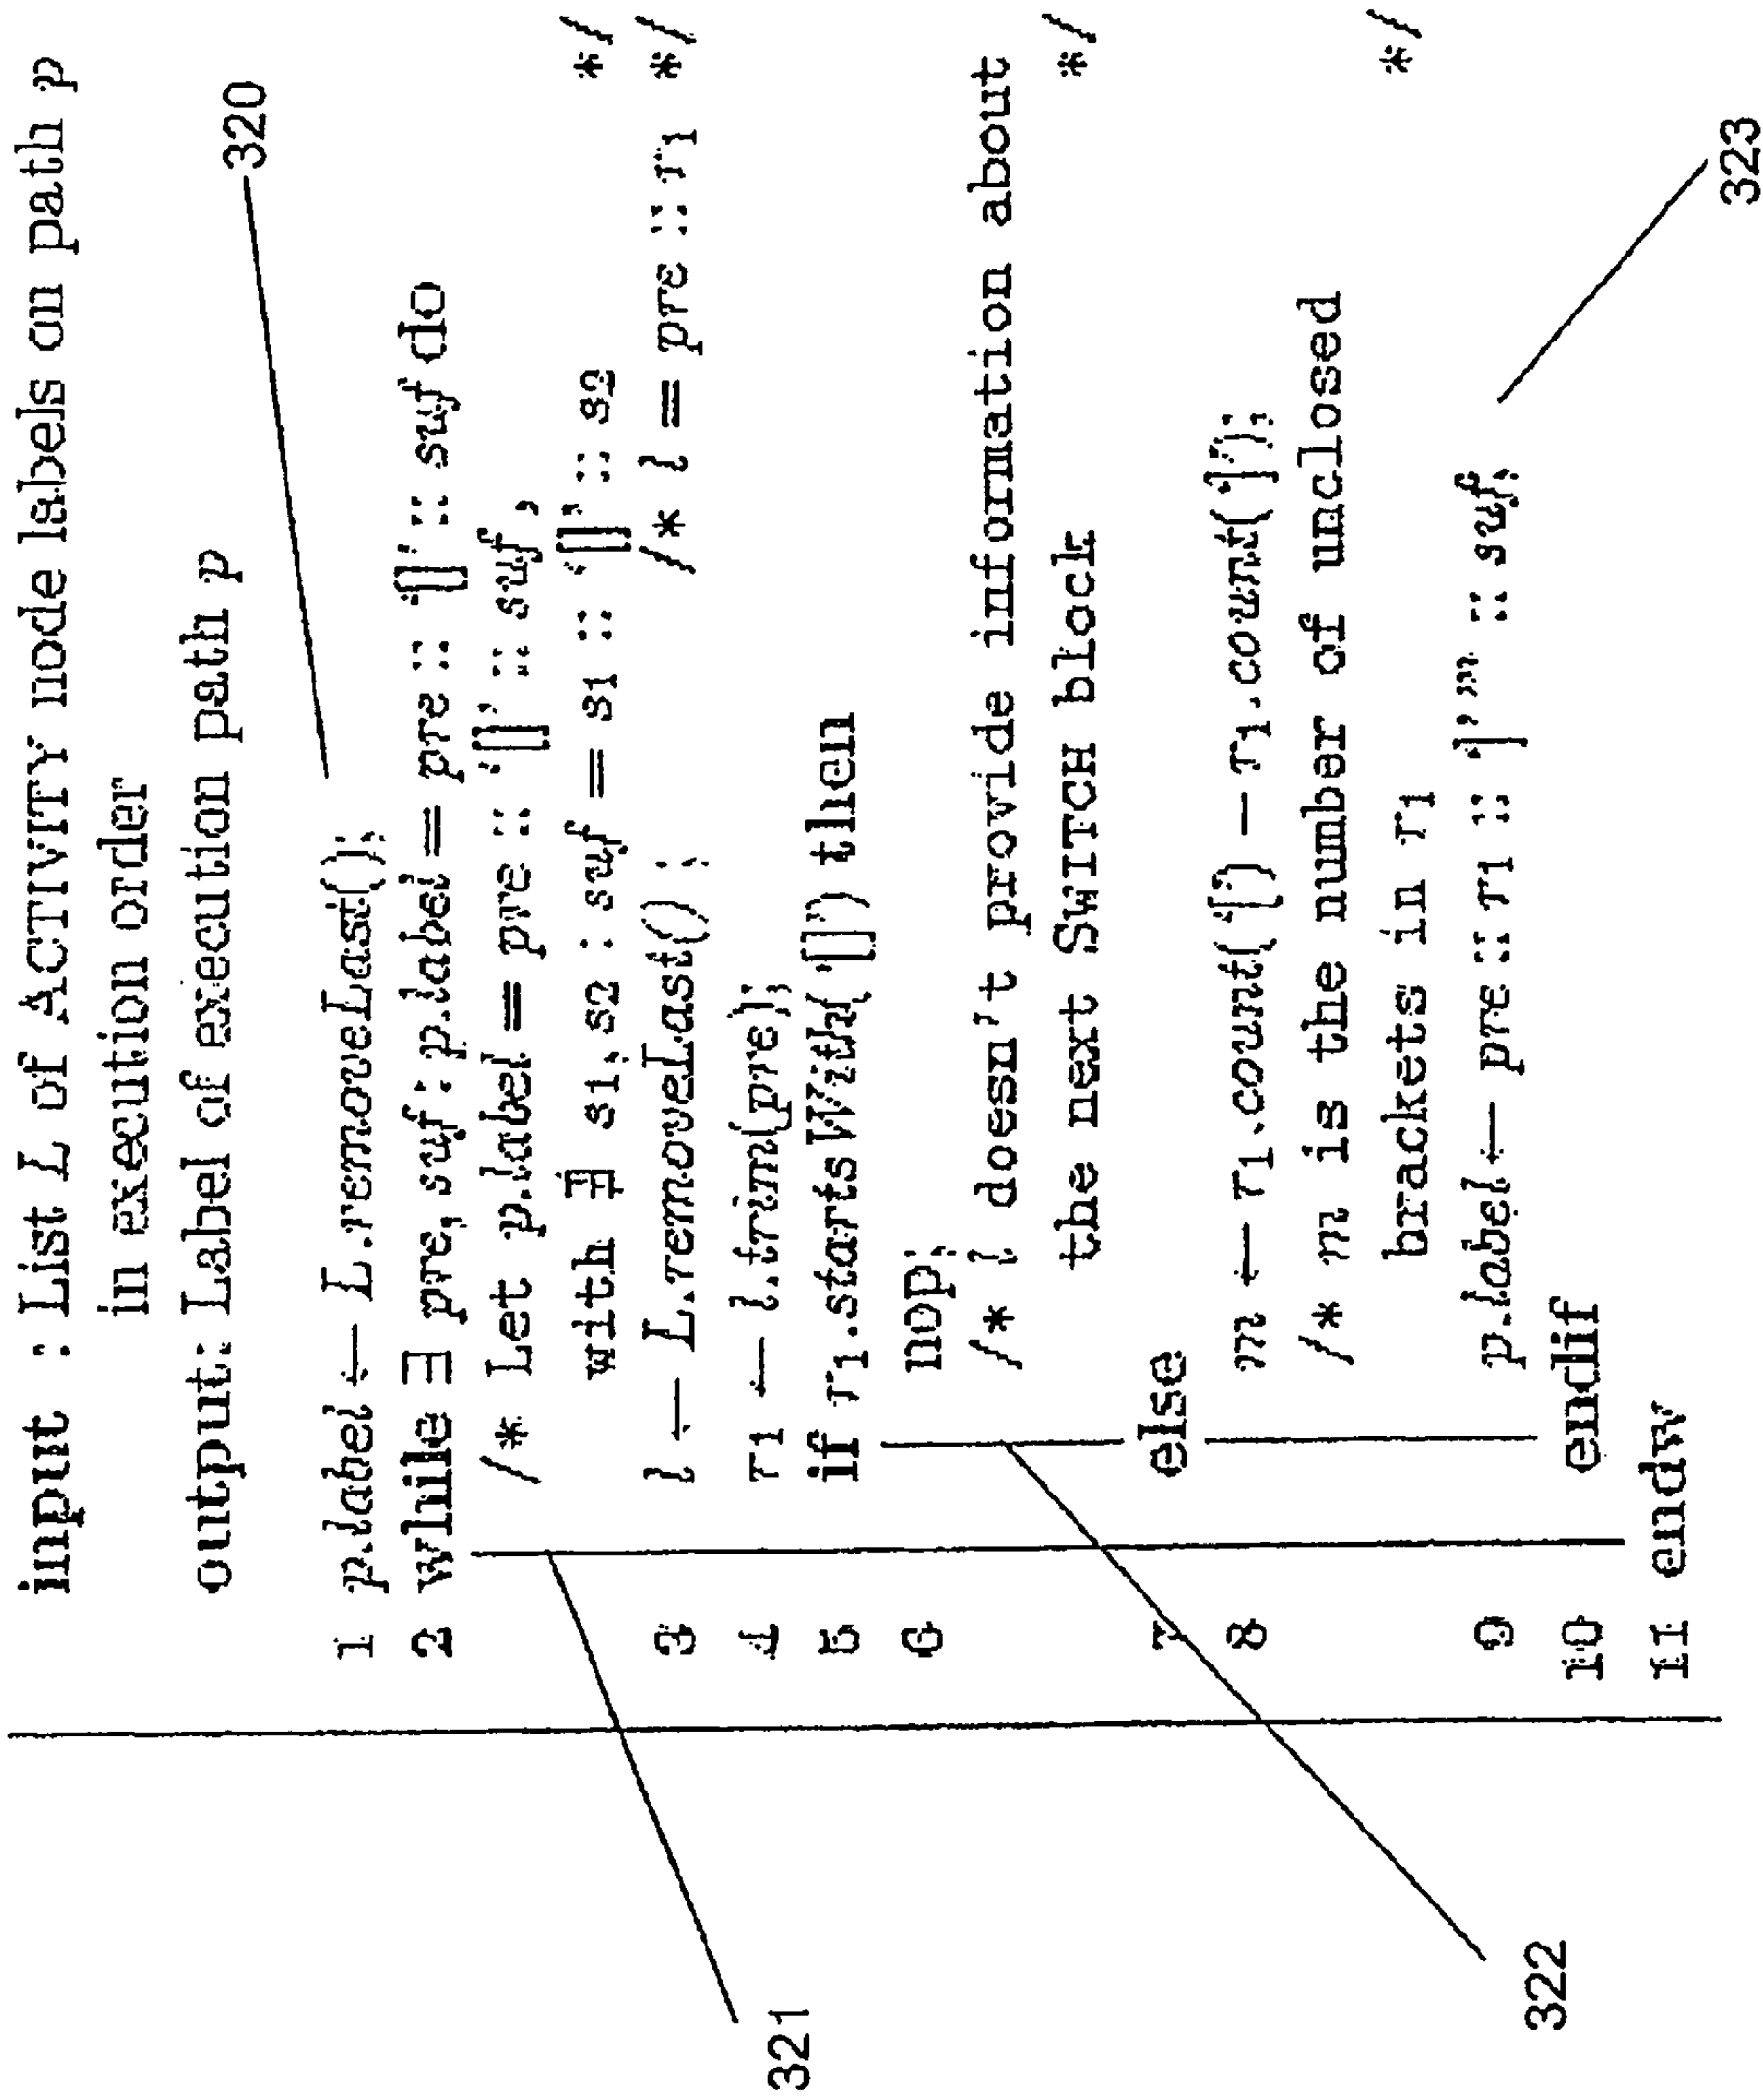 input : List L of ACTIVITY node labels on path p
in execution order
output: Label of execution path p
320
1 p.label ← L.removeLast();
2 while ∃ pre, suf : p.label = pre :: '[]' :: suf do
/* Let p.label = pre :: '[]' :: suf,
with ∄ s1, s2 : suf = s1 :: '[]' :: s2 */
3 l ← L.removeLast() ; /* l = pre :: r1 */
4 r1 ← l.trim(pre);
5 if r1.startsWith('[]') then
6 nop;
/* l doesn't provide information about
the next SWITCH block */
7 else
8 m ← r1.count('[') − r1.count(']');
/* m is the number of unclosed
brackets in r1 */
9 p.label ← pre :: r1 :: ']'^m :: suf;
10 endif
11 endw
321
322
323